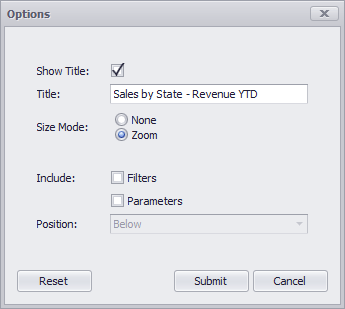 Options
Show Title:
Title: Sales by State - Revenue YTD
Size Mode: None
Zoom
Include: Filters
Parameters
Position: Below
Reset Submit Cancel